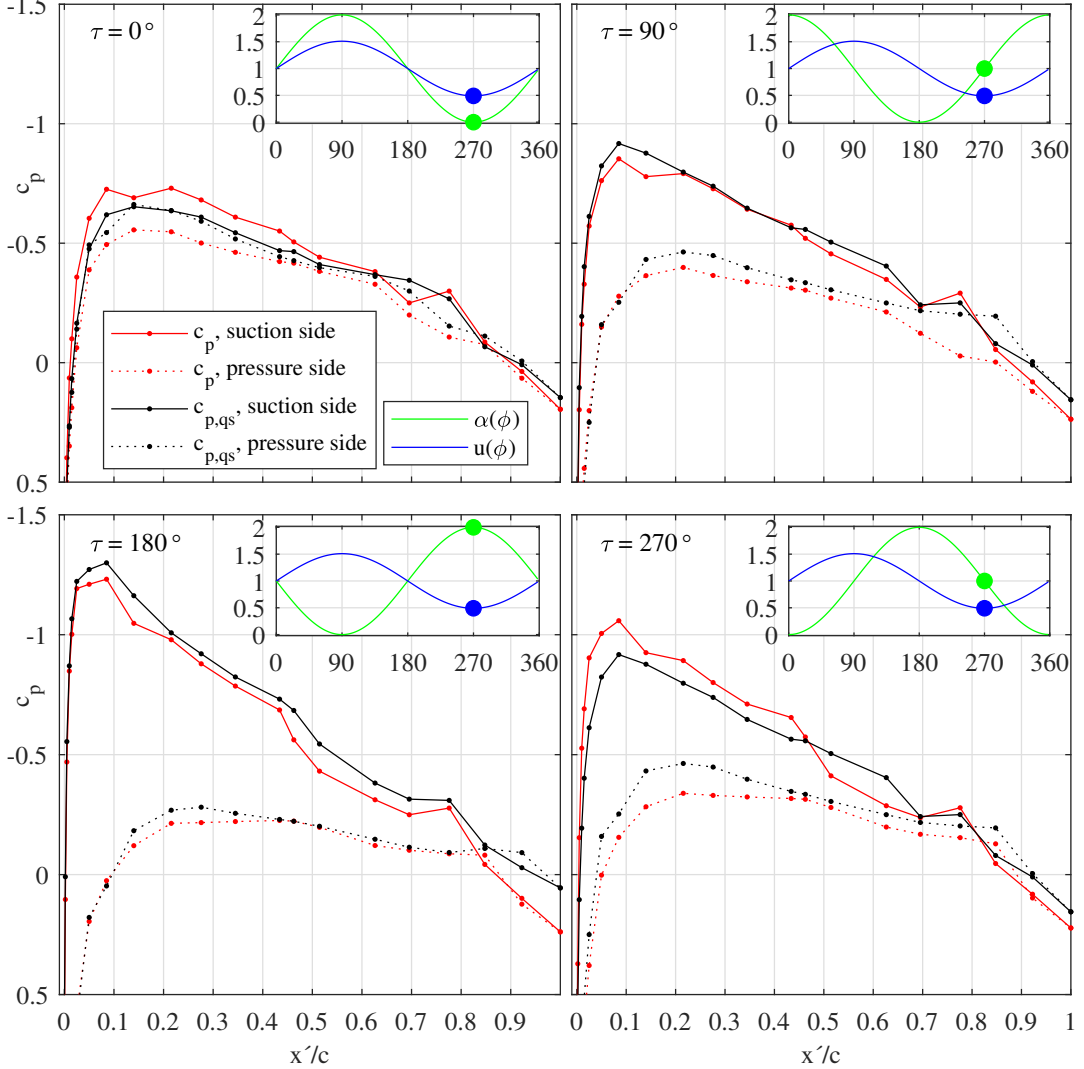 -1.5
τ = 0°
2
1.5
1
0.5
0
0 90 180 270 360
τ = 90°
2
1.5
1
0.5
0
0 90 180 270 360
-1
c_p
-0.5
0
0.5
c_p, suction side
c_p, pressure side
c_p,qs, suction side
c_p,qs, pressure side
α(ϕ)
u(ϕ)
-1.5
τ = 180°
2
1.5
1
0.5
0
0 90 180 270 360
τ = 270°
2
1.5
1
0.5
0
0 90 180 270 360
-1
c_p
-0.5
0
0.5
0 0.1 0.2 0.3 0.4 0.5 0.6 0.7 0.8 0.9
0 0.1 0.2 0.3 0.4 0.5 0.6 0.7 0.8 0.9 1
x´/c
x´/c